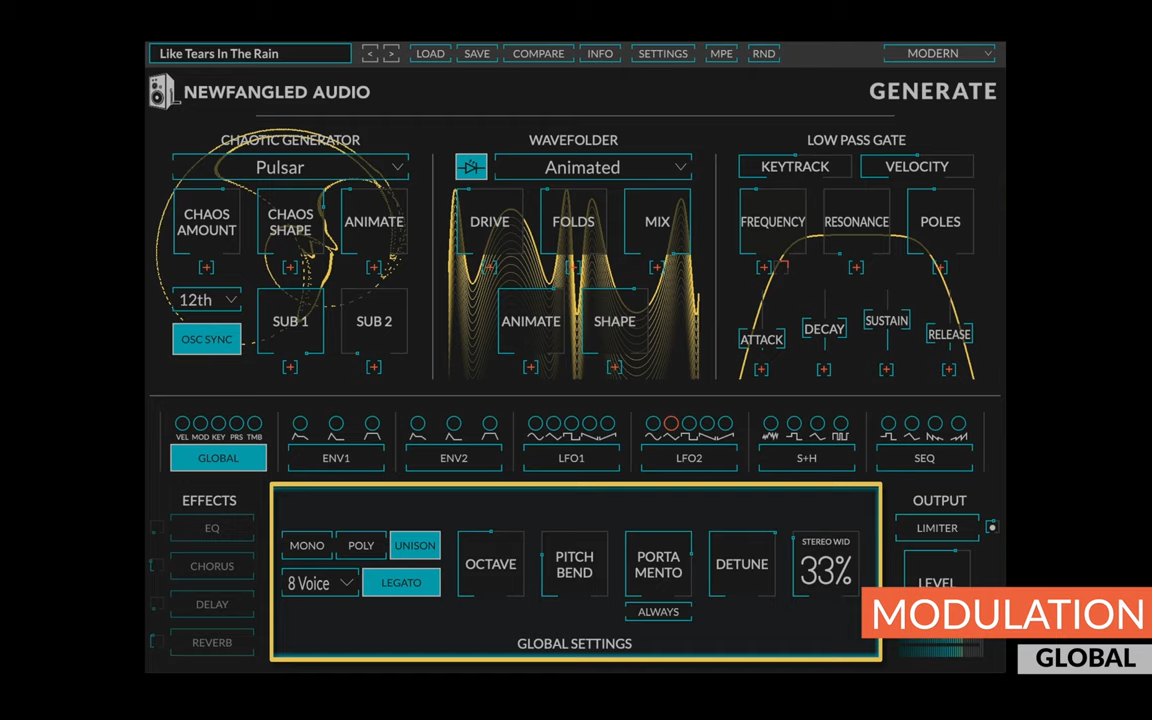 Like Tears In The Rain
< >
LOAD
SAVE
COMPARE
INFO
SETTINGS
MPE
RND
MODERN
NEWFANGLED AUDIO
GENERATE
CHAOTIC GENERATOR
WAVEFOLDER
LOW PASS GATE
Pulsar
Animated
KEYTRACK
VELOCITY
CHAOS
AMOUNT
CHAOS
SHAPE
ANIMATE
DRIVE
FOLDS
MIX
FREQUENCY
RESONANCE
POLES
12th
OSC SYNC
SUB 1
SUB 2
ANIMATE
SHAPE
ATTACK
DECAY
SUSTAIN
RELEASE
VEL MOD KEY PRS TMB
GLOBAL
ENV1
ENV2
LFO1
LFO2
S+H
SEQ
EFFECTS
EQ
CHORUS
DELAY
REVERB
MONO
POLY
UNISON
8 Voice
LEGATO
OCTAVE
PITCH
BEND
PORTA
MENTO
ALWAYS
DETUNE
STEREO WID
33%
GLOBAL SETTINGS
OUTPUT
LIMITER
LEVEL
MODULATION
GLOBAL